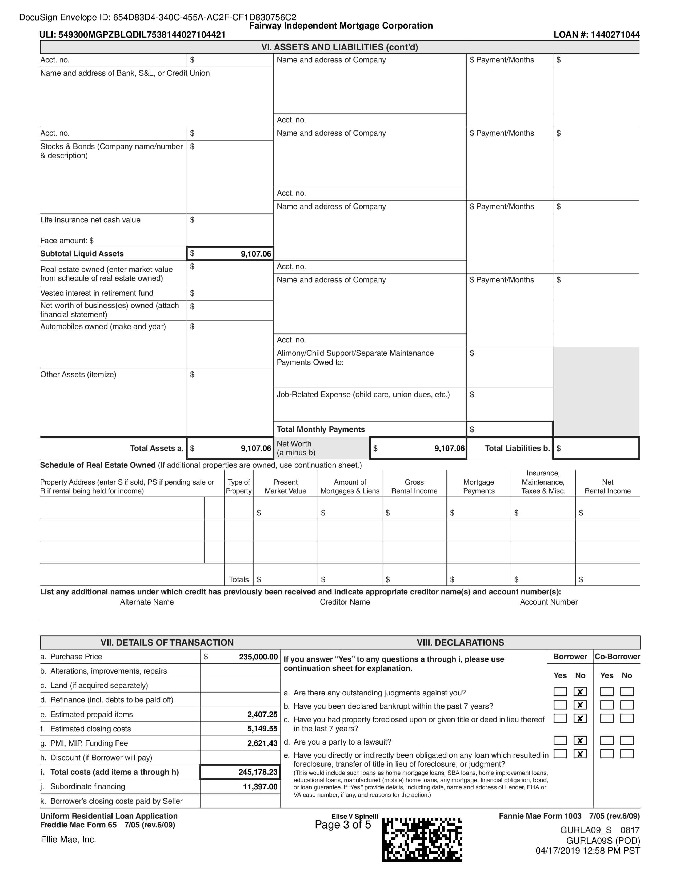 DocuSign Envelope ID: 654D83D4-340C-455A-AC2F-CF1D830756C2
Fairway Independent Mortgage Corporation
ULI: 549300MGPZBLQDIL7538144027104421 LOAN #: 1440271044
VI. ASSETS AND LIABILITIES (cont'd)
Acct. no. $ Name and address of Company $ Payment/Months $
Name and address of Bank, S&L, or Credit Union
Acct. no.
Acct. no. $ Name and address of Company $ Payment/Months $
Stocks & Bonds (Company name/number $
& description)
Acct. no.
Name and address of Company $ Payment/Months $
Life insurance net cash value $
Face amount: $
Subtotal Liquid Assets $ 9,107.06
Real estate owned (enter market value $ Acct. no.
from schedule of real estate owned) Name and address of Company $ Payment/Months $
Vested interest in retirement fund $
Net worth of business(es) owned (attach $
financial statement)
Automobiles owned (make and year) $
Acct. no.
Alimony/Child Support/Separate Maintenance $
Payments Owed to:
Other Assets (itemize) $
Job-Related Expense (child care, union dues, etc.) $
Total Monthly Payments $
Total Assets a. $ 9,107.06 Net Worth $ 9,107.06 Total Liabilities b. $
(a minus b)
Schedule of Real Estate Owned (If additional properties are owned, use continuation sheet.)
Insurance,
Property Address (enter S if sold, PS if pending sale or Type of Present Amount of Gross Mortgage Maintenance, Net
R if rental being held for income) Property Market Value Mortgages & Liens Rental Income Payments Taxes & Misc. Rental Income
$ $ $ $ $ $
Totals $ $ $ $ $ $
List any additional names under which credit has previously been received and indicate appropriate creditor name(s) and account number(s):
Alternate Name Creditor Name Account Number
VII. DETAILS OF TRANSACTION VIII. DECLARATIONS
a. Purchase Price $ 235,000.00 If you answer "Yes" to any questions a through i, please use Borrower Co-Borrower
continuation sheet for explanation.
b. Alterations, improvements, repairs Yes No Yes No
c. Land (if acquired separately)
d. Refinance (incl. debts to be paid off) a. Are there any outstanding judgments against you? X
b. Have you been declared bankrupt within the past 7 years? X
e. Estimated prepaid items 2,407.25 c. Have you had property foreclosed upon or given title or deed in lieu thereof X
f. Estimated closing costs 5,149.55 in the last 7 years?
g. PMI, MIP, Funding Fee 2,621.43 d. Are you a party to a lawsuit? X
h. Discount (if Borrower will pay) e. Have you directly or indirectly been obligated on any loan which resulted in X
foreclosure, transfer of title in lieu of foreclosure, or judgment?
i. Total costs (add items a through h) 245,178.23 (This would include such loans as home mortgage loans, SBA loans, home improvement loans,
educational loans, manufactured (mobile) home loans, any mortgage, financial obligation, bond,
j. Subordinate financing 11,397.00 or loan guarantee. If "Yes" provide details, including date, name and address of Lender, FHA or
VA case number, if any, and reasons for the action.)
k. Borrower's closing costs paid by Seller
Uniform Residential Loan Application Elise V Spinelli Fannie Mae Form 1003 7/05 (rev.6/09)
Freddie Mac Form 65 7/05 (rev.6/09) Page 3 of 5
GURLA09_S 0817
Ellie Mae, Inc. GURLA09S (POD)
04/17/2019 12:58 PM PST